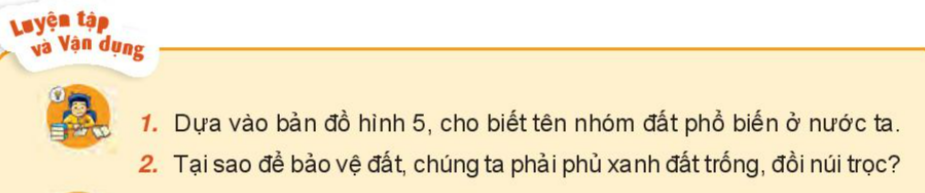 Luyện tập
và Vận dụng
1. Dựa vào bản đồ hình 5, cho biết tên nhóm đất phổ biến ở nước ta.
2. Tại sao để bảo vệ đất, chúng ta phải phủ xanh đất trống, đồi núi trọc?